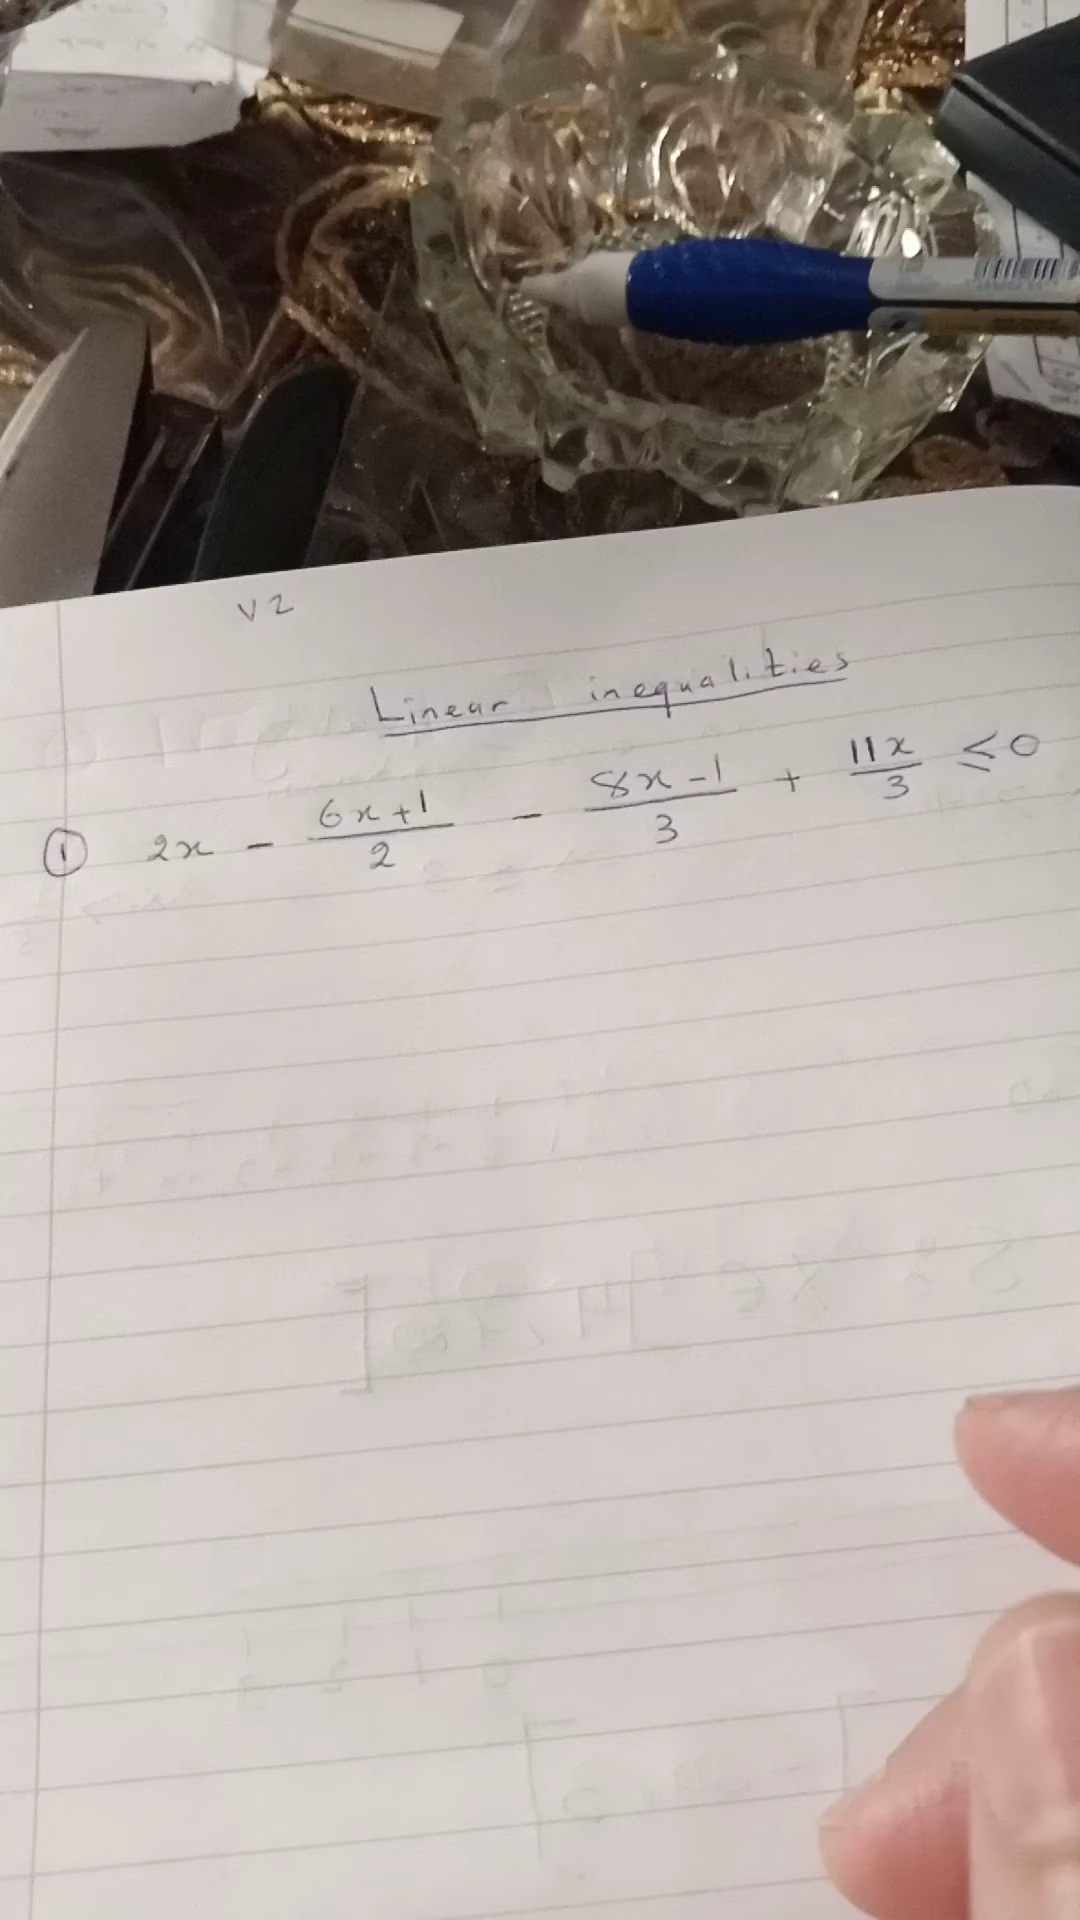 V2
Linear inequalities
① 2x - (6x+1)/2 - (8x-1)/3 + 11x/3 ≤ 0